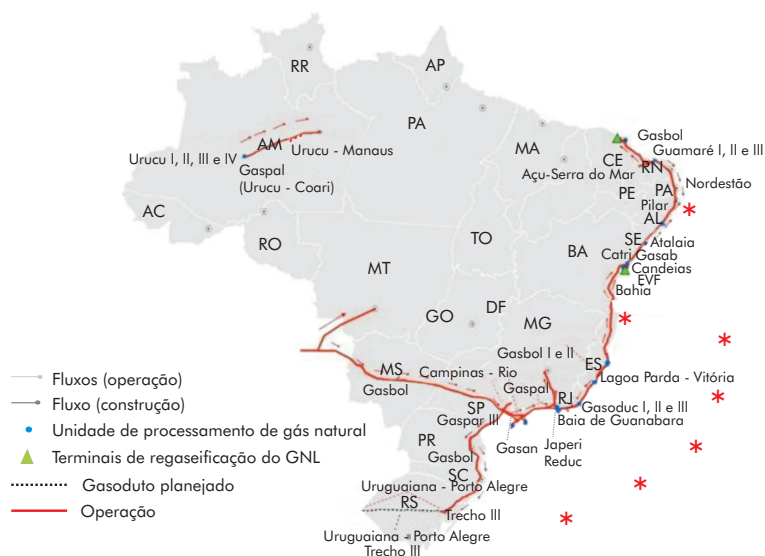 RR
AP
AM
PA
Urucu - Manaus
Urucu I, II, III e IV
Gaspal
(Urucu - Coari)
MA
CE
Gasbol
Guamaré I, II e III
RN
Açu-Serra do Mar
PE
PA
Nordestão
Pilar
AL
AC
RO
TO
MT
BA
SE
Atalaia
Catri
Gasab
Candeias
EVF
Bahia
GO
DF
MG
Gasbol I e II
ES
MS
Campinas - Rio
Gasbol
Gaspal
Lagoa Parda - Vitória
SP
RJ
Gasoduc I, II e III
Gaspar III
Baia de Guanabara
PR
Gasan
Japeri
Reduc
Gasbol
SC
Uruguaiana - Porto Alegre
RS
Trecho III
Uruguaiana - Porto Alegre
Trecho III
Fluxos (operação)
Fluxo (construção)
Unidade de processamento de gás natural
Terminais de regaseificação do GNL
Gasoduto planejado
Operação